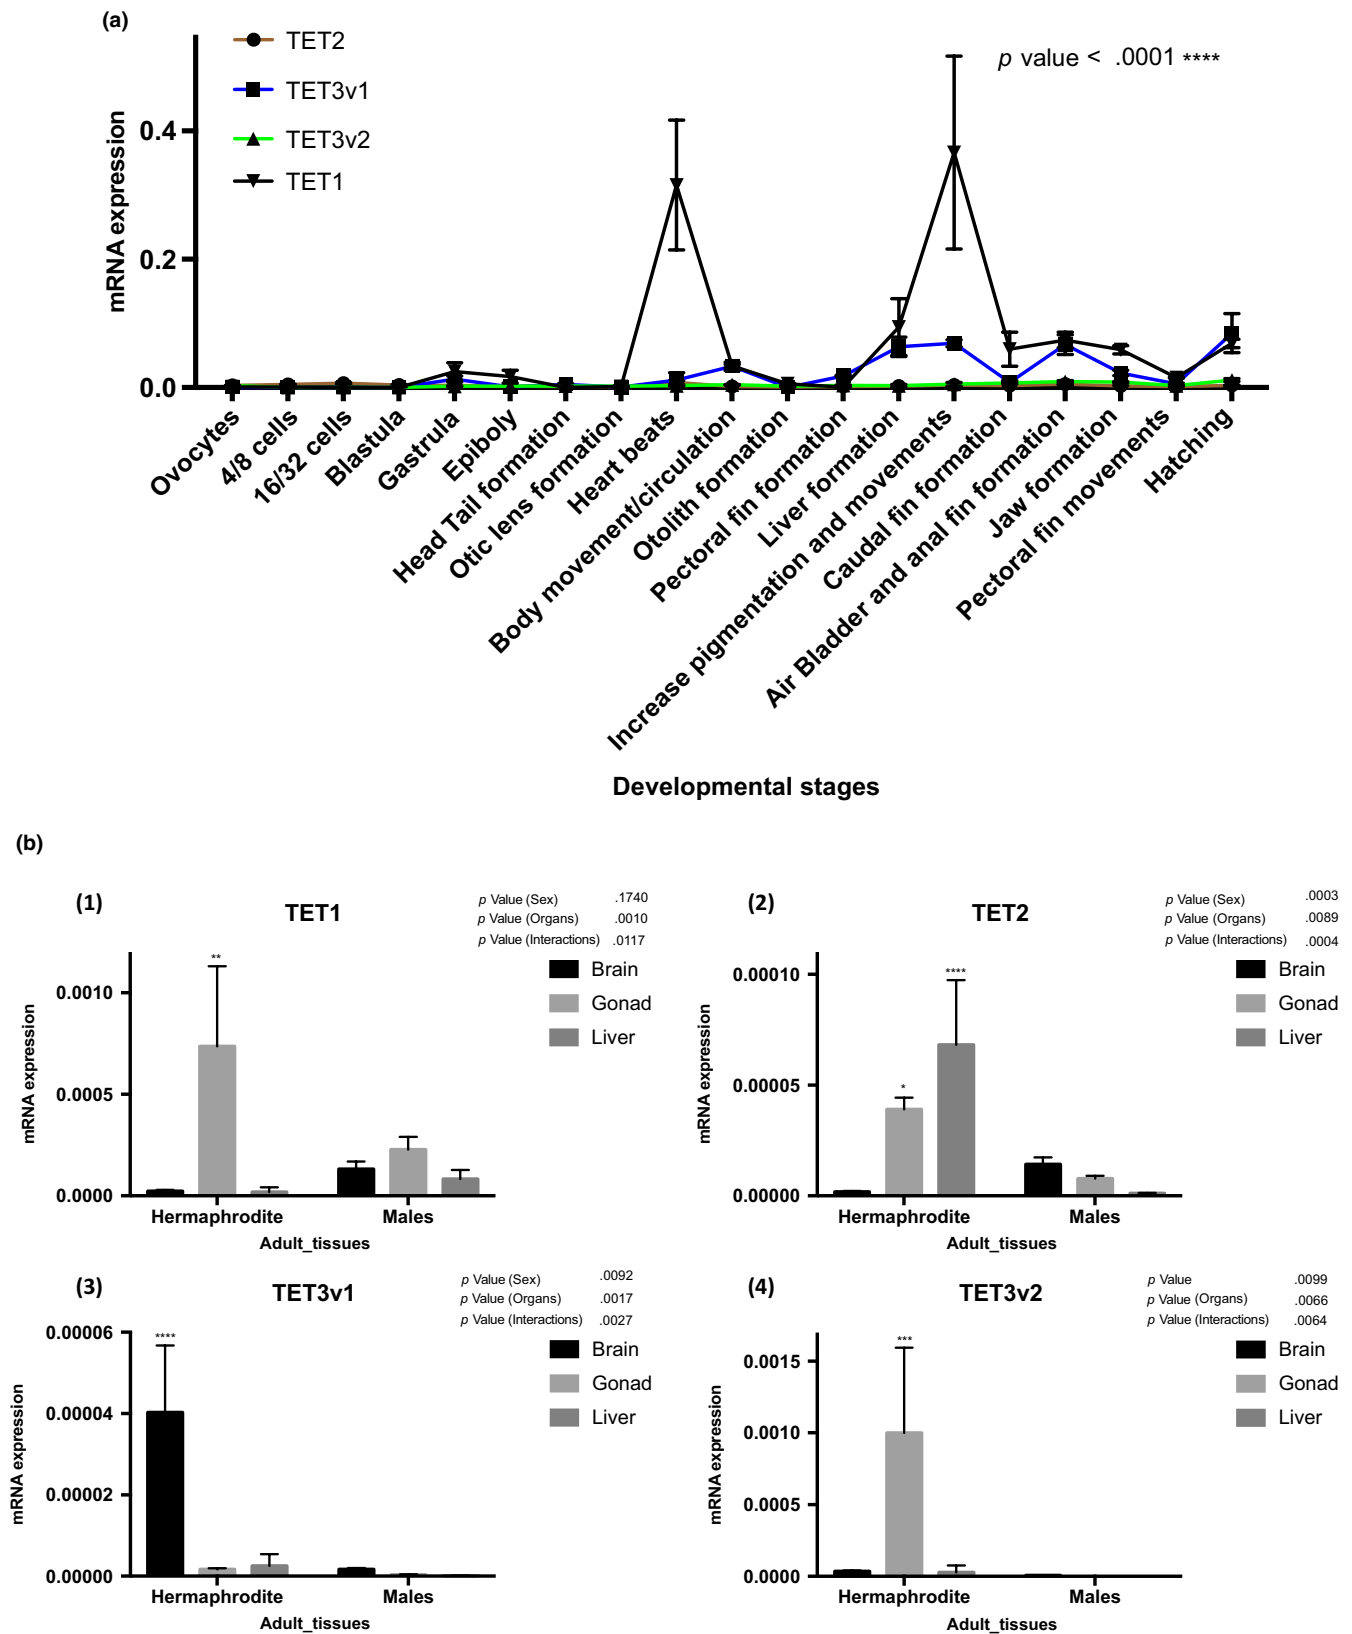 (a)
TET2
TET3v1
TET3v2
TET1
p value < .0001 ****
mRNA expression
0.4
0.2
0.0
Ovocytes
4/8 cells
16/32 cells
Blastula
Gastrula
Epiboly
Head Tail formation
Otic lens formation
Heart beats
Body movement/circulation
Otolith formation
Pectoral fin formation
Liver formation
Increase pigmentation and movements
Caudal fin formation
Air Bladder and anal fin formation
Jaw formation
Pectoral fin movements
Hatching
Developmental stages
(b)
(1)
TET1
p Value (Sex) .1740
p Value (Organs) .0010
p Value (Interactions) .0117
Brain
Gonad
Liver
**
mRNA expression
0.0010
0.0005
0.0000
Hermaphrodite
Males
Adult_tissues
(2)
TET2
p Value (Sex) .0003
p Value (Organs) .0089
p Value (Interactions) .0004
Brain
Gonad
Liver
*
****
mRNA expression
0.00010
0.00005
0.00000
Hermaphrodite
Males
Adult_tissues
(3)
TET3v1
p Value (Sex) .0092
p Value (Organs) .0017
p Value (Interactions) .0027
Brain
Gonad
Liver
****
mRNA expression
0.00006
0.00004
0.00002
0.00000
Hermaphrodite
Males
Adult_tissues
(4)
TET3v2
p Value .0099
p Value (Organs) .0066
p Value (Interactions) .0064
Brain
Gonad
Liver
***
mRNA expression
0.0015
0.0010
0.0005
0.0000
Hermaphrodite
Males
Adult_tissues